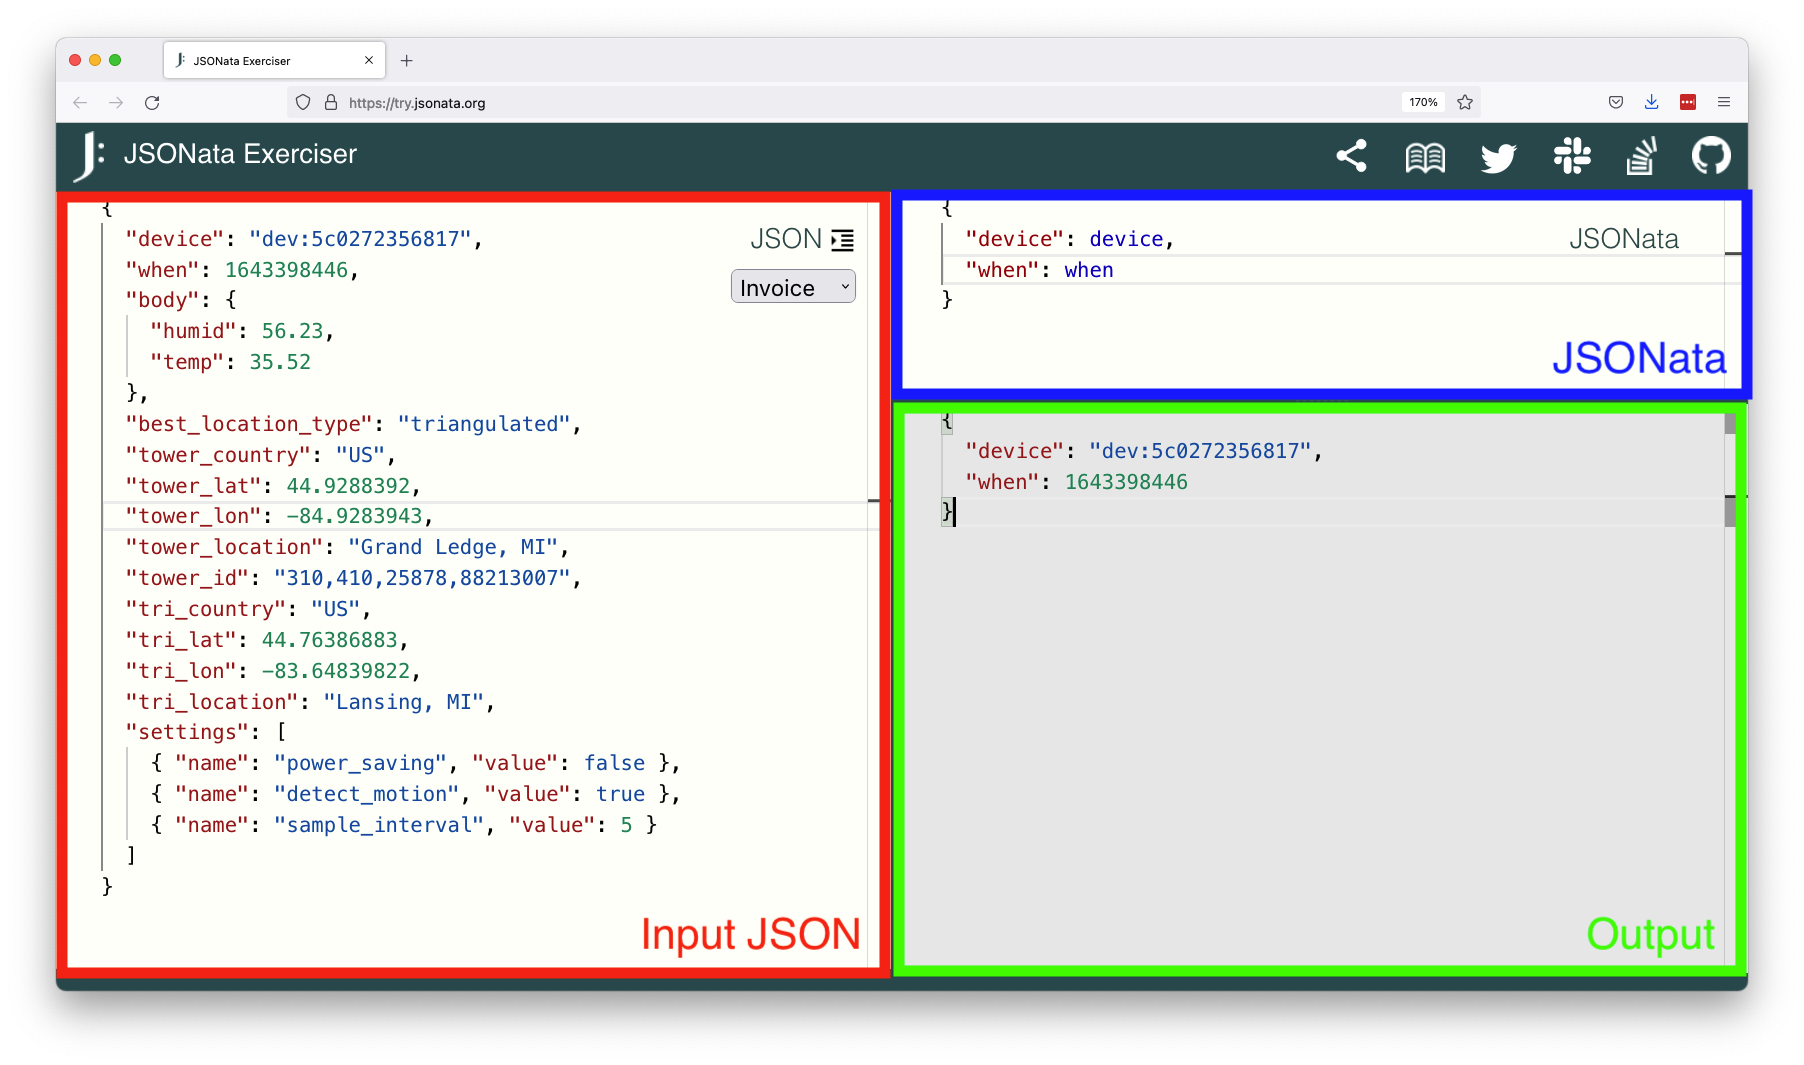 JSONata Exerciser
https://try.jsonata.org
170%
JSONata Exerciser
{
"device": "dev:5c0272356817",
"when": 1643398446,
"body": {
"humid": 56.23,
"temp": 35.52
},
"best_location_type": "triangulated",
"tower_country": "US",
"tower_lat": 44.9288392,
"tower_lon": -84.9283943,
"tower_location": "Grand Ledge, MI",
"tower_id": "310,410,25878,88213007",
"tri_country": "US",
"tri_lat": 44.76386883,
"tri_lon": -83.64839822,
"tri_location": "Lansing, MI",
"settings": [
{ "name": "power_saving", "value": false },
{ "name": "detect_motion", "value": true },
{ "name": "sample_interval", "value": 5 }
]
}
JSON
Invoice
Input JSON
{
"device": device,
"when": when
}
JSONata
JSONata
{
"device": "dev:5c0272356817",
"when": 1643398446
}
Output